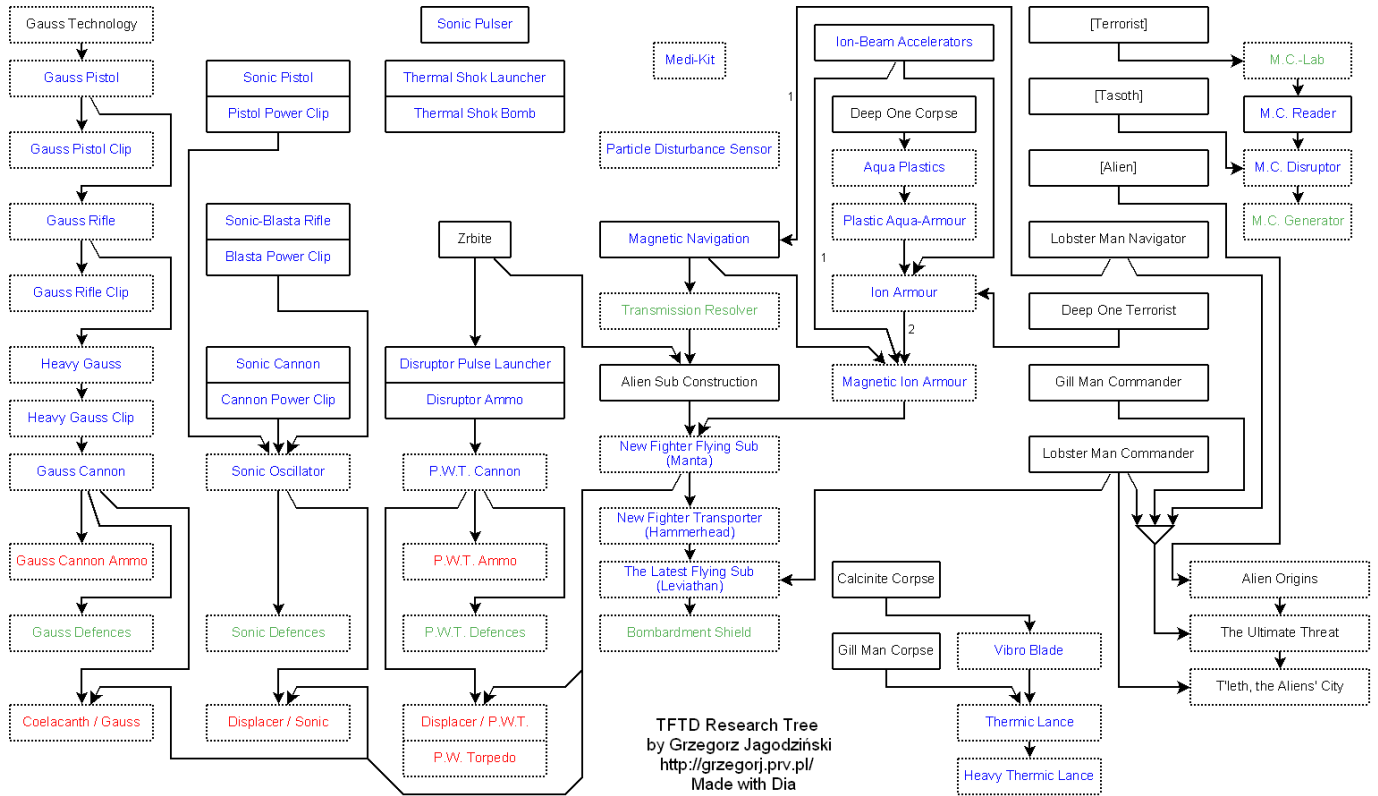 Gauss Technology
Gauss Pistol
Gauss Pistol Clip
Gauss Rifle
Gauss Rifle Clip
Heavy Gauss
Heavy Gauss Clip
Gauss Cannon
Gauss Cannon Ammo
Gauss Defences
Coelacanth / Gauss
Sonic Pistol
Pistol Power Clip
Sonic-Blasta Rifle
Blasta Power Clip
Sonic Cannon
Cannon Power Clip
Sonic Oscillator
Sonic Defences
Displacer / Sonic
Sonic Pulser
Thermal Shok Launcher
Thermal Shok Bomb
Zrbite
Disruptor Pulse Launcher
Disruptor Ammo
P.W.T. Cannon
P.W.T. Ammo
P.W.T. Defences
Displacer / P.W.T.
P.W. Torpedo
Medi-Kit
Particle Disturbance Sensor
Magnetic Navigation
Transmission Resolver
Alien Sub Construction
New Fighter Flying Sub
(Manta)
New Fighter Transporter
(Hammerhead)
The Latest Flying Sub
(Leviathan)
Bombardment Shield
1
Ion-Beam Accelerators
Deep One Corpse
Aqua Plastics
Plastic Aqua-Armour
1
Ion Armour
2
Magnetic Ion Armour
Calcinite Corpse
Gill Man Corpse
Vibro Blade
Thermic Lance
Heavy Thermic Lance
[Terrorist]
[Tasoth]
[Alien]
Lobster Man Navigator
Deep One Terrorist
Gill Man Commander
Lobster Man Commander
M.C.-Lab
M.C. Reader
M.C. Disruptor
M.C. Generator
Alien Origins
The Ultimate Threat
T'leth, the Aliens' City
TFTD Research Tree
by Grzegorz Jagodziński
http://grzegorj.prv.pl/
Made with Dia